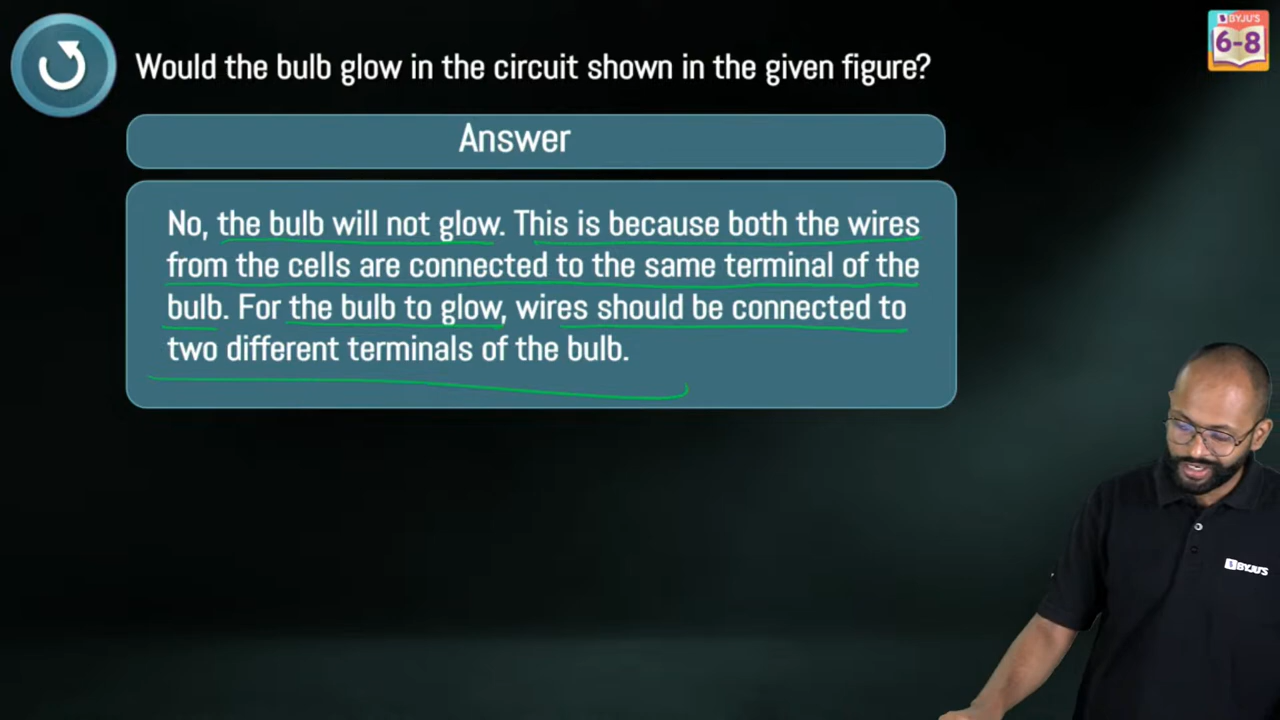 BYJU'S
6-8
Would the bulb glow in the circuit shown in the given figure?
Answer
No, the bulb will not glow. This is because both the wires
from the cells are connected to the same terminal of the
bulb. For the bulb to glow, wires should be connected to
two different terminals of the bulb.
BYJU'S